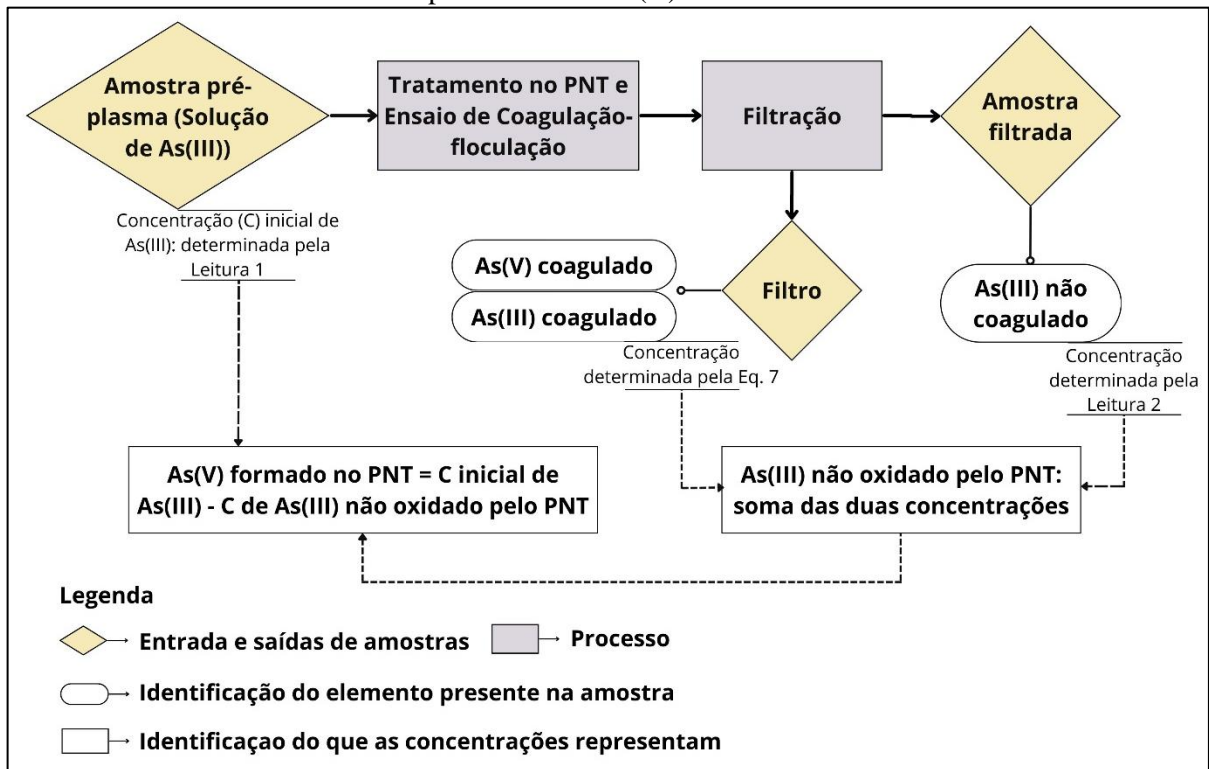 Amostra pré-
plasma (Solução
de As(III))
Tratamento no PNT e
Ensaio de Coagulação-
floculação
Filtração
Amostra
filtrada
Concentração (C) inicial de
As(III): determinada pela
Leitura 1
As(V) coagulado
As(III) coagulado
Filtro
As(III) não
coagulado
Concentração
determinada pela Eq. 7
Concentração
determinada pela
Leitura 2
As(V) formado no PNT = C inicial de
As(III) - C de As(III) não oxidado pelo PNT
As(III) não oxidado pelo PNT:
soma das duas concentrações
Legenda
Entrada e saídas de amostras
Processo
Identificação do elemento presente na amostra
Identificaçao do que as concentrações representam